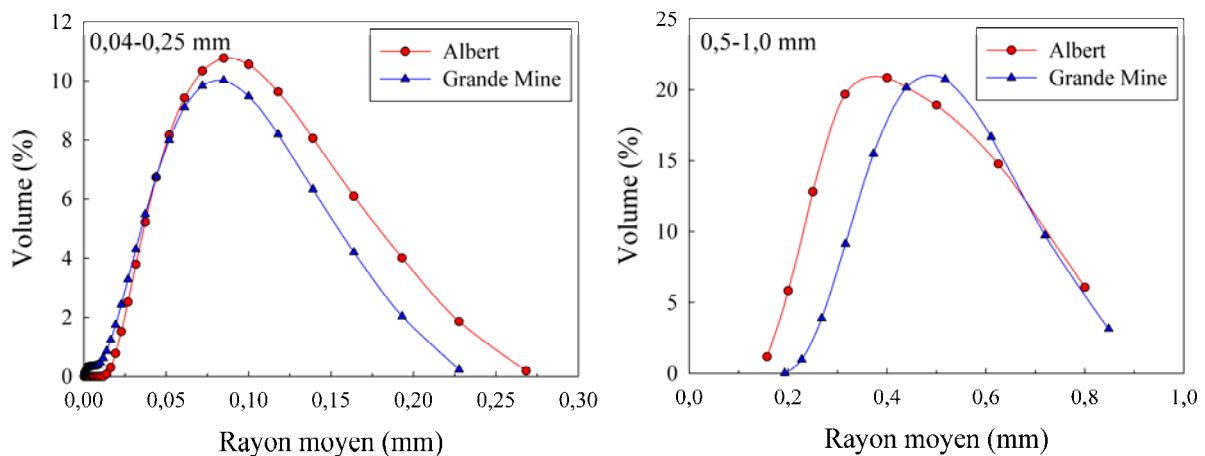 0,04-0,25 mm
Albert
Grande Mine
Volume (%)
12
10
8
6
4
2
0
0,00
0,05
0,10
0,15
0,20
0,25
0,30
Rayon moyen (mm)
0,5-1,0 mm
Albert
Grande Mine
Volume (%)
25
20
15
10
5
0
0,0
0,2
0,4
0,6
0,8
1,0
Rayon moyen (mm)